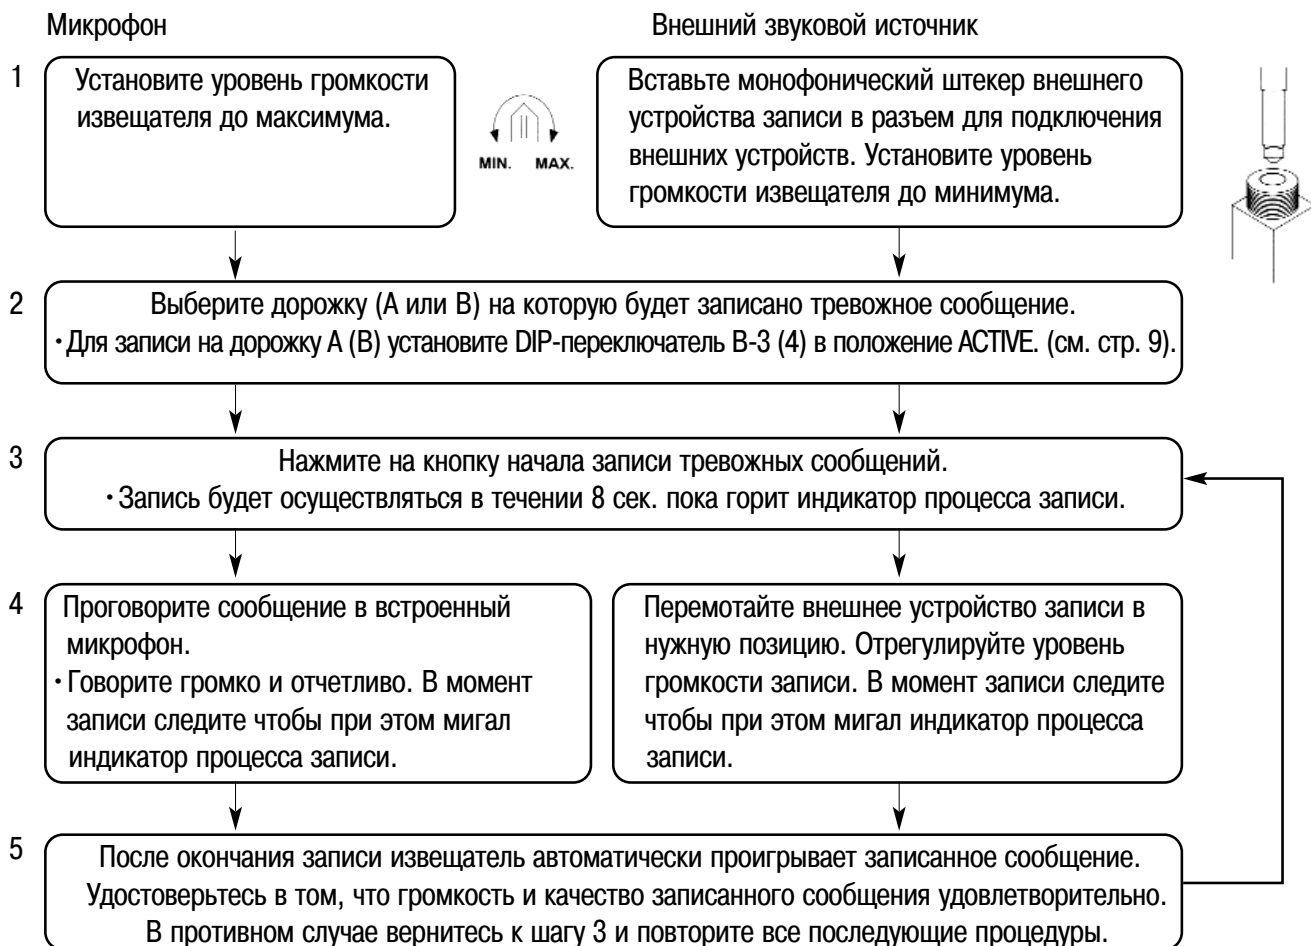 Микрофон
Внешний звуковой источник
1
Установите уровень громкости
извещателя до максимума.
MIN. MAX.
Вставьте монофонический штекер внешнего
устройства записи в разъем для подключения
внешних устройств. Установите уровень
громкости извещателя до минимума.
2
Выберите дорожку (А или В) на которую будет записано тревожное сообщение.
· Для записи на дорожку А (В) установите DIP-переключатель В-3 (4) в положение ACTIVE. (см. стр. 9).
3
Нажмите на кнопку начала записи тревожных сообщений.
· Запись будет осуществляться в течении 8 сек. пока горит индикатор процесса записи.
4
Проговорите сообщение в встроенный
микрофон.
· Говорите громко и отчетливо. В момент
записи следите чтобы при этом мигал
индикатор процесса записи.
Перемотайте внешнее устройство записи в
нужную позицию. Отрегулируйте уровень
громкости записи. В момент записи следите
чтобы при этом мигал индикатор процесса
записи.
5
После окончания записи извещатель автоматически проигрывает записанное сообщение.
Удостоверьтесь в том, что громкость и качество записанного сообщения удовлетворительно.
В противном случае вернитесь к шагу 3 и повторите все последующие процедуры.